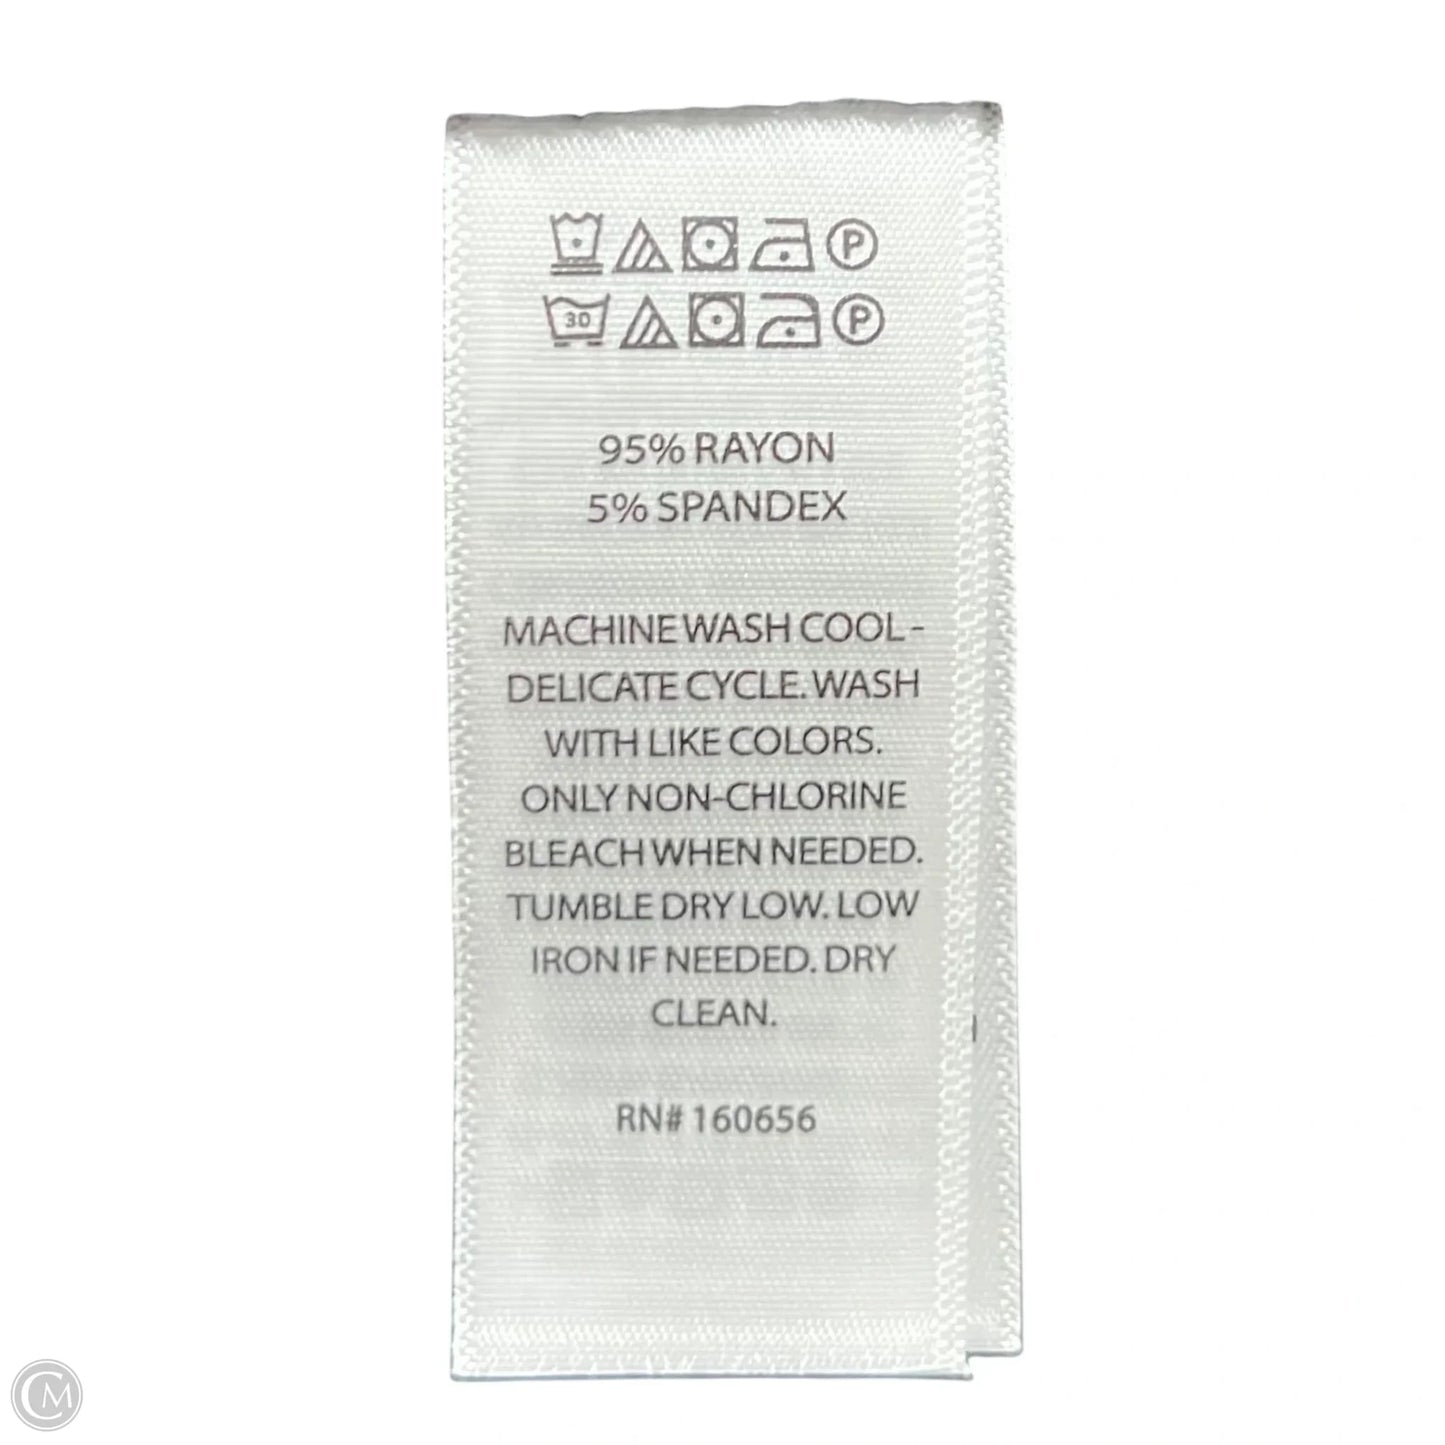 P
30 P
95% RAYON
5% SPANDEX
MACHINE WASH COOL -
DELICATE CYCLE. WASH
WITH LIKE COLORS.
ONLY NON-CHLORINE
BLEACH WHEN NEEDED.
TUMBLE DRY LOW. LOW
IRON IF NEEDED. DRY
CLEAN.
RN# 160656
CM